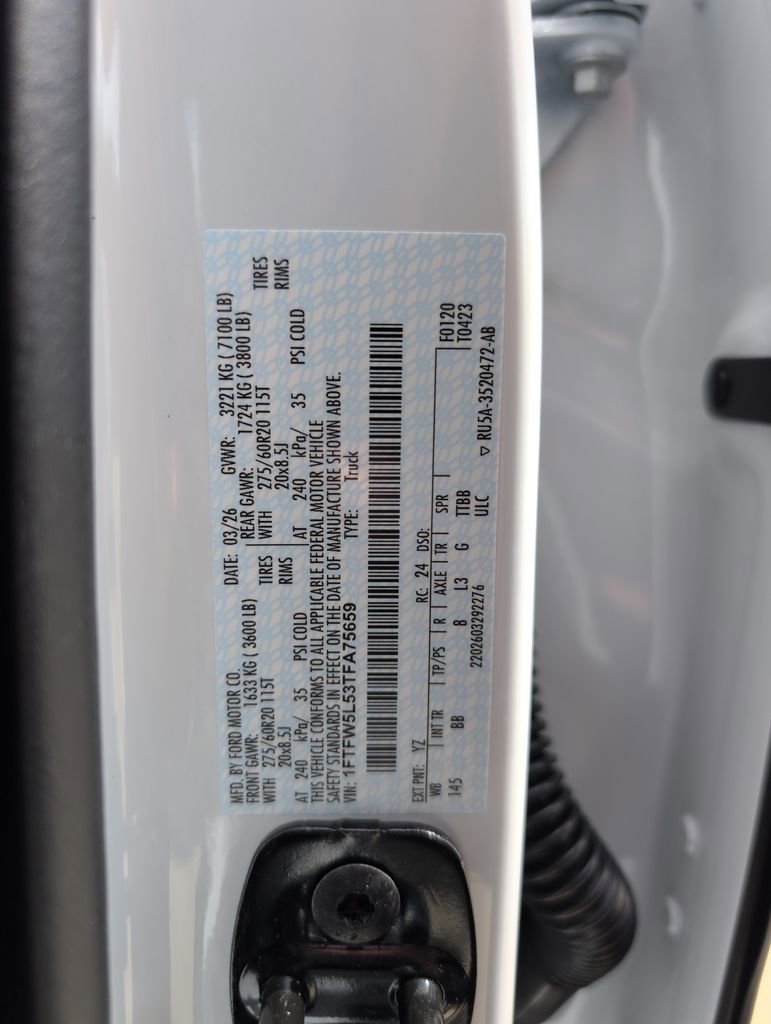 MFD. BY FORD MOTOR CO. DATE: 03/26 GVWR: 3221 KG ( 7100 LB)
FRONT GAWR: 1633 KG ( 3600 LB) REAR GAWR: 1724 KG ( 3800 LB)
WITH 275/60R20 115T TIRES WITH 275/60R20 115T TIRES
20x8.5J RIMS 20x8.5J RIMS
AT 240 kPa/ 35 PSI COLD AT 240 kPa/ 35 PSI COLD
THIS VEHICLE CONFORMS TO ALL APPLICABLE FEDERAL MOTOR VEHICLE
SAFETY STANDARDS IN EFFECT ON THE DATE OF MANUFACTURE SHOWN ABOVE.
VIN: 1FTFW5L53TFA75659 TYPE: Truck
EXT PNT: YZ RC: 24 DSO:
WB INT TR TP/PS R AXLE TR SPR F0120
145 BB 8 L3 G TTBB T0423
ULC
2202603292276 ▽ RU5A-3520472-AB